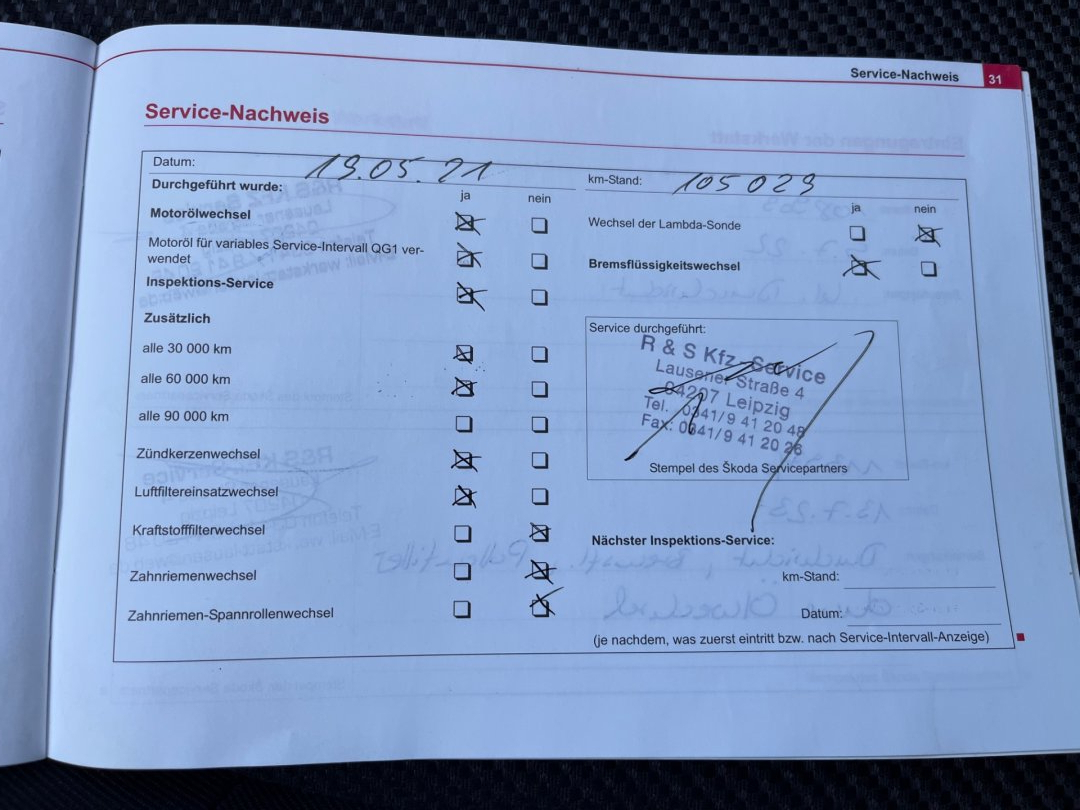 Service-Nachweis 31
Service-Nachweis
Datum: 19.05.21
km-Stand: 105 029
Durchgeführt wurde:
ja nein
Motorölwechsel
Motoröl für variables Service-Intervall QG1 ver-
wendet
Inspektions-Service
Zusätzlich
alle 30 000 km
alle 60 000 km
alle 90 000 km
Zündkerzenwechsel
Luftfiltereinsatzwechsel
Kraftstofffilterwechsel
Zahnriemenwechsel
Zahnriemen-Spannrollenwechsel
ja nein
Wechsel der Lambda-Sonde
Bremsflüssigkeitswechsel
Service durchgeführt:
R & S Kfz-Service
Lausener Straße 4
04207 Leipzig
Tel. 0341/9 41 20 48
Fax: 0341/9 41 20 26
Stempel des Škoda Servicepartners
Nächster Inspektions-Service:
km-Stand:
Datum:
(je nachdem, was zuerst eintritt bzw. nach Service-Intervall-Anzeige)